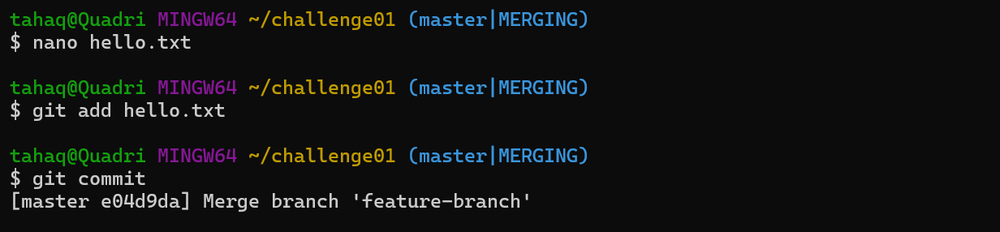 tahaq@Quadri MINGW64 ~/challenge01 (master|MERGING)
$ nano hello.txt
tahaq@Quadri MINGW64 ~/challenge01 (master|MERGING)
$ git add hello.txt
tahaq@Quadri MINGW64 ~/challenge01 (master|MERGING)
$ git commit
[master e04d9da] Merge branch 'feature-branch'